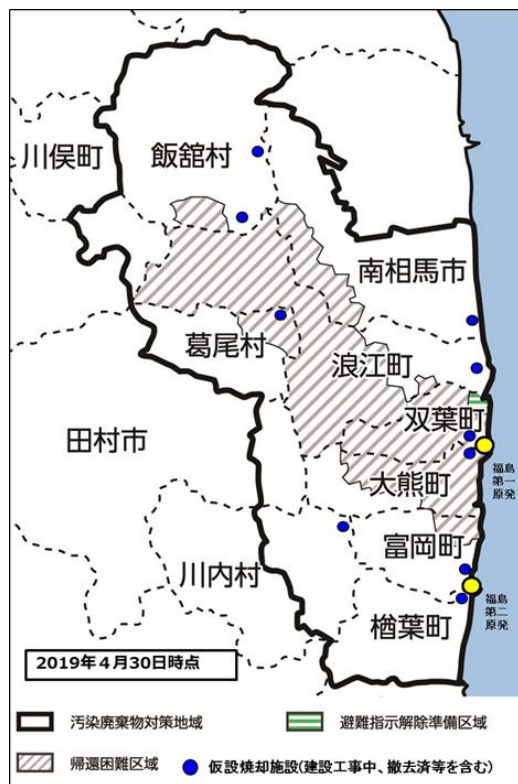 川俣町
飯舘村
南相馬市
葛尾村
浪江町
双葉町
田村市
福島
第一
原発
大熊町
富岡町
川内村
福島
第二
原発
楢葉町
2019年4月30日時点
汚染廃棄物対策地域
避難指示解除準備区域
帰還困難区域
仮設焼却施設(建設工事中、撤去済等を含む)